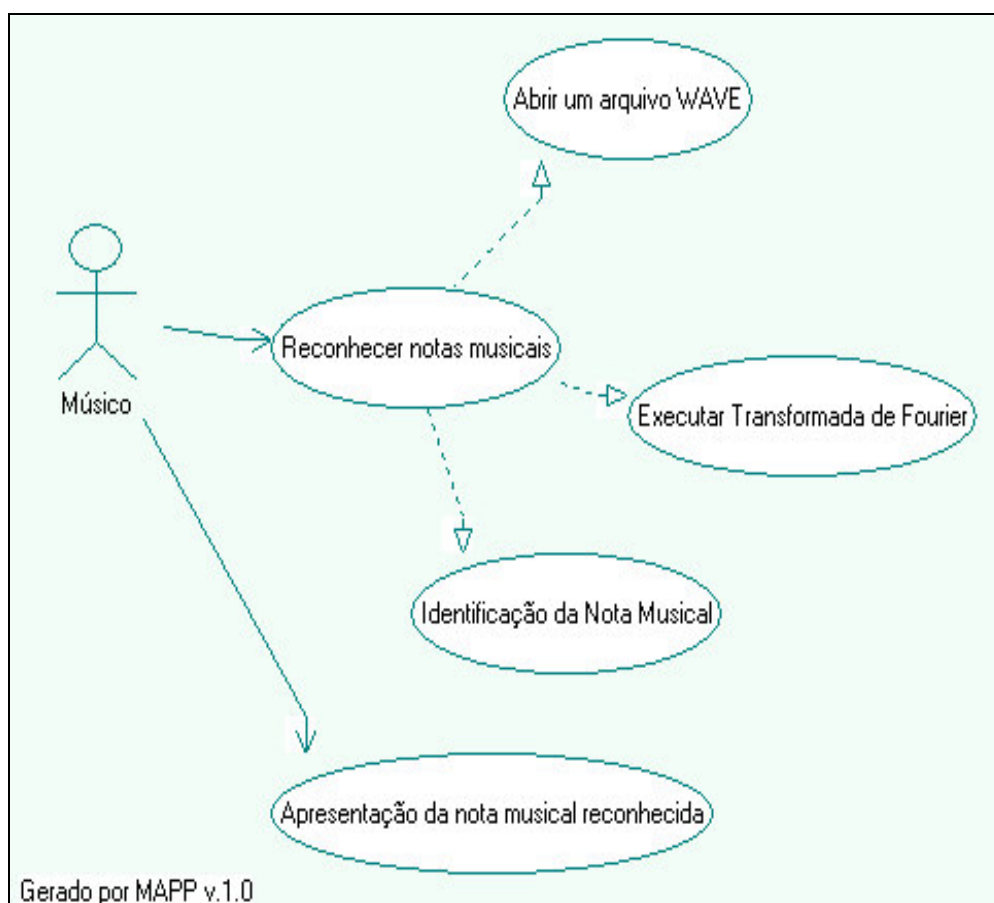 Abrir um arquivo WAVE
Reconhecer notas musicais
Músico
Executar Transformada de Fourier
Identificação da Nota Musical
Apresentação da nota musical reconhecida
Gerado por MAPP v.1.0